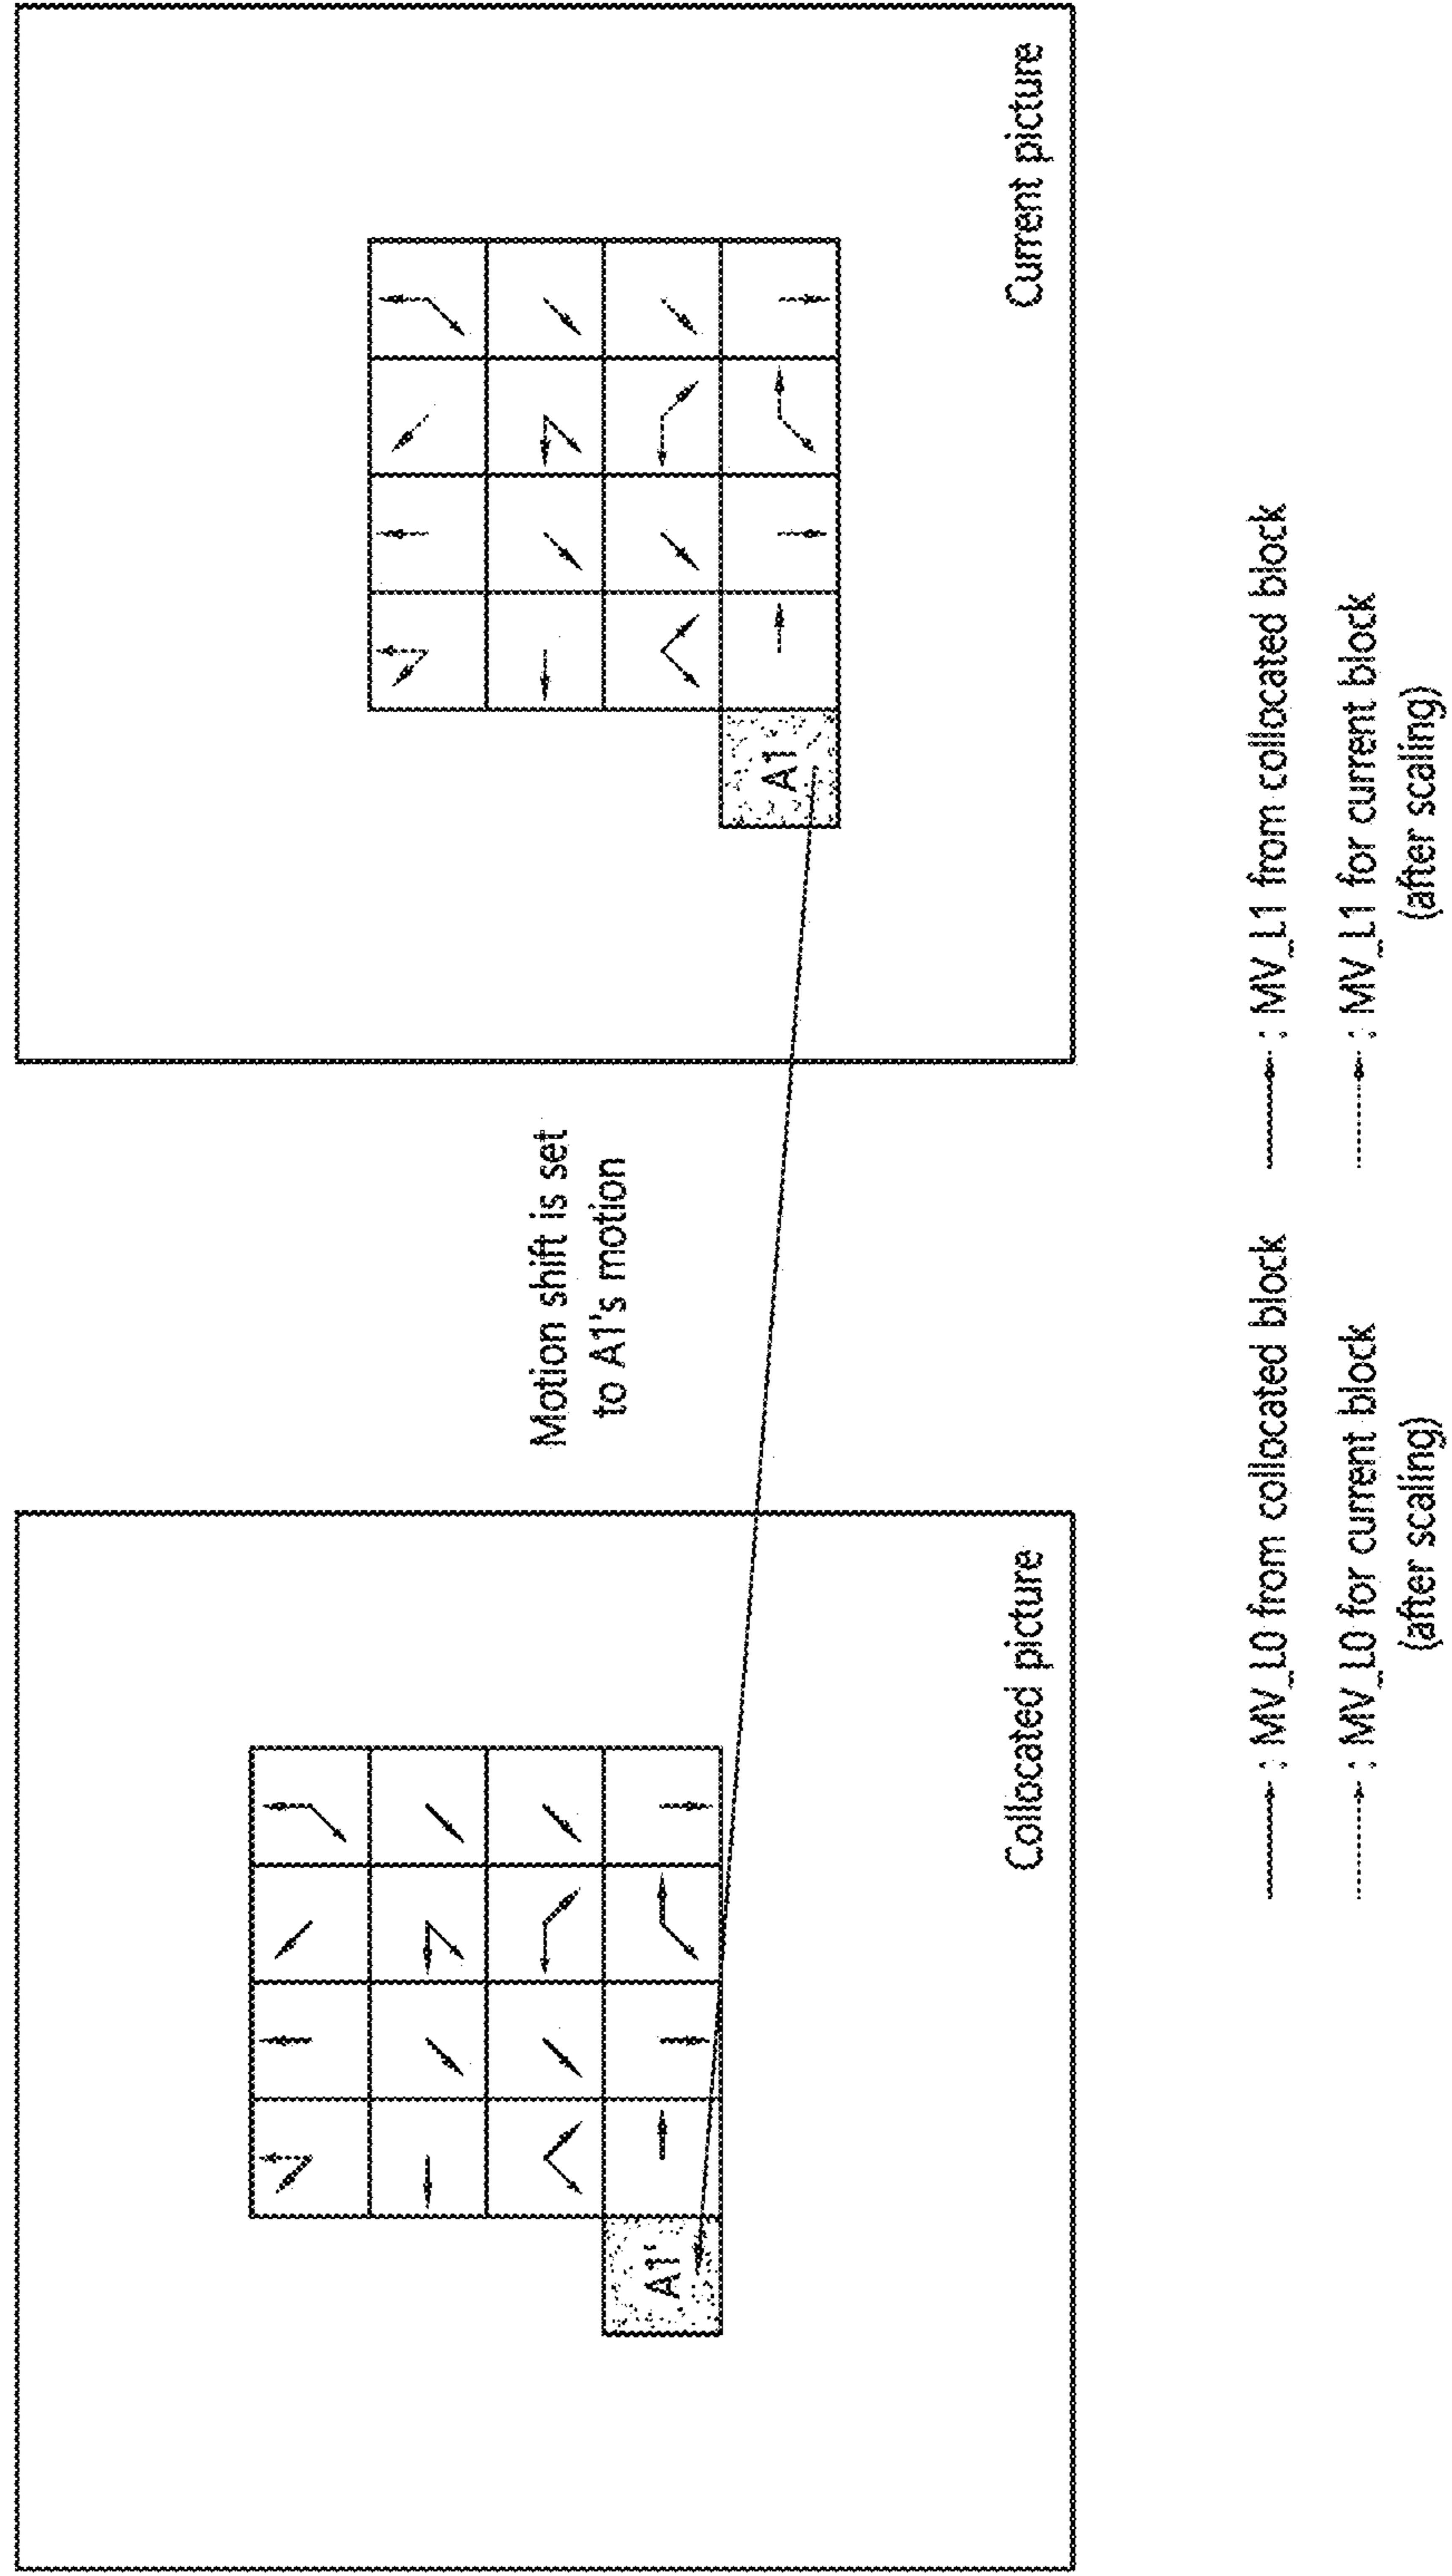 Motion shift is set
to A1's motion
A1'
A1
Collocated picture
Current picture
: MV_L0 from collocated block
: MV_L1 from collocated block
: MV_L0 for current block
(after scaling)
: MV_L1 for current block
(after scaling)